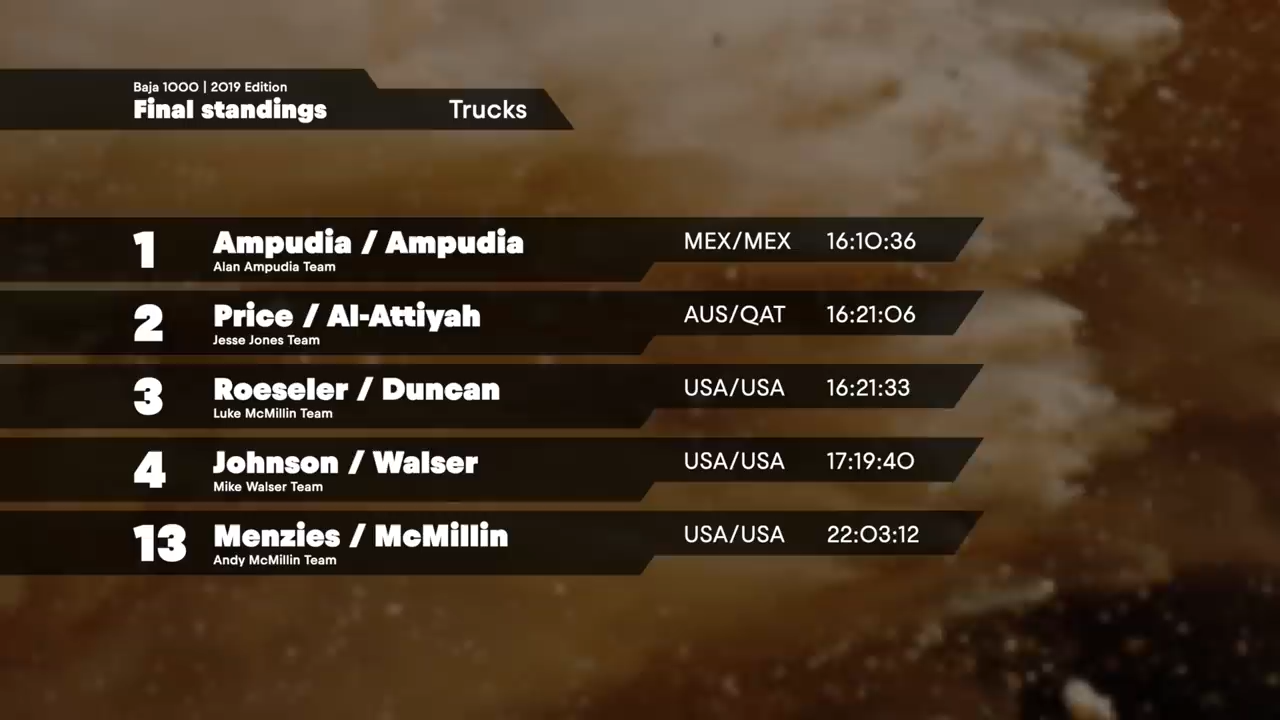 Baja 1000 | 2019 Edition
Final standings Trucks
1 Ampudia / Ampudia MEX/MEX 16:10:36
Alan Ampudia Team
2 Price / Al-Attiyah AUS/QAT 16:21:06
Jesse Jones Team
3 Roeseler / Duncan USA/USA 16:21:33
Luke McMillin Team
4 Johnson / Walser USA/USA 17:19:40
Mike Walser Team
13 Menzies / McMillin USA/USA 22:03:12
Andy McMillin Team